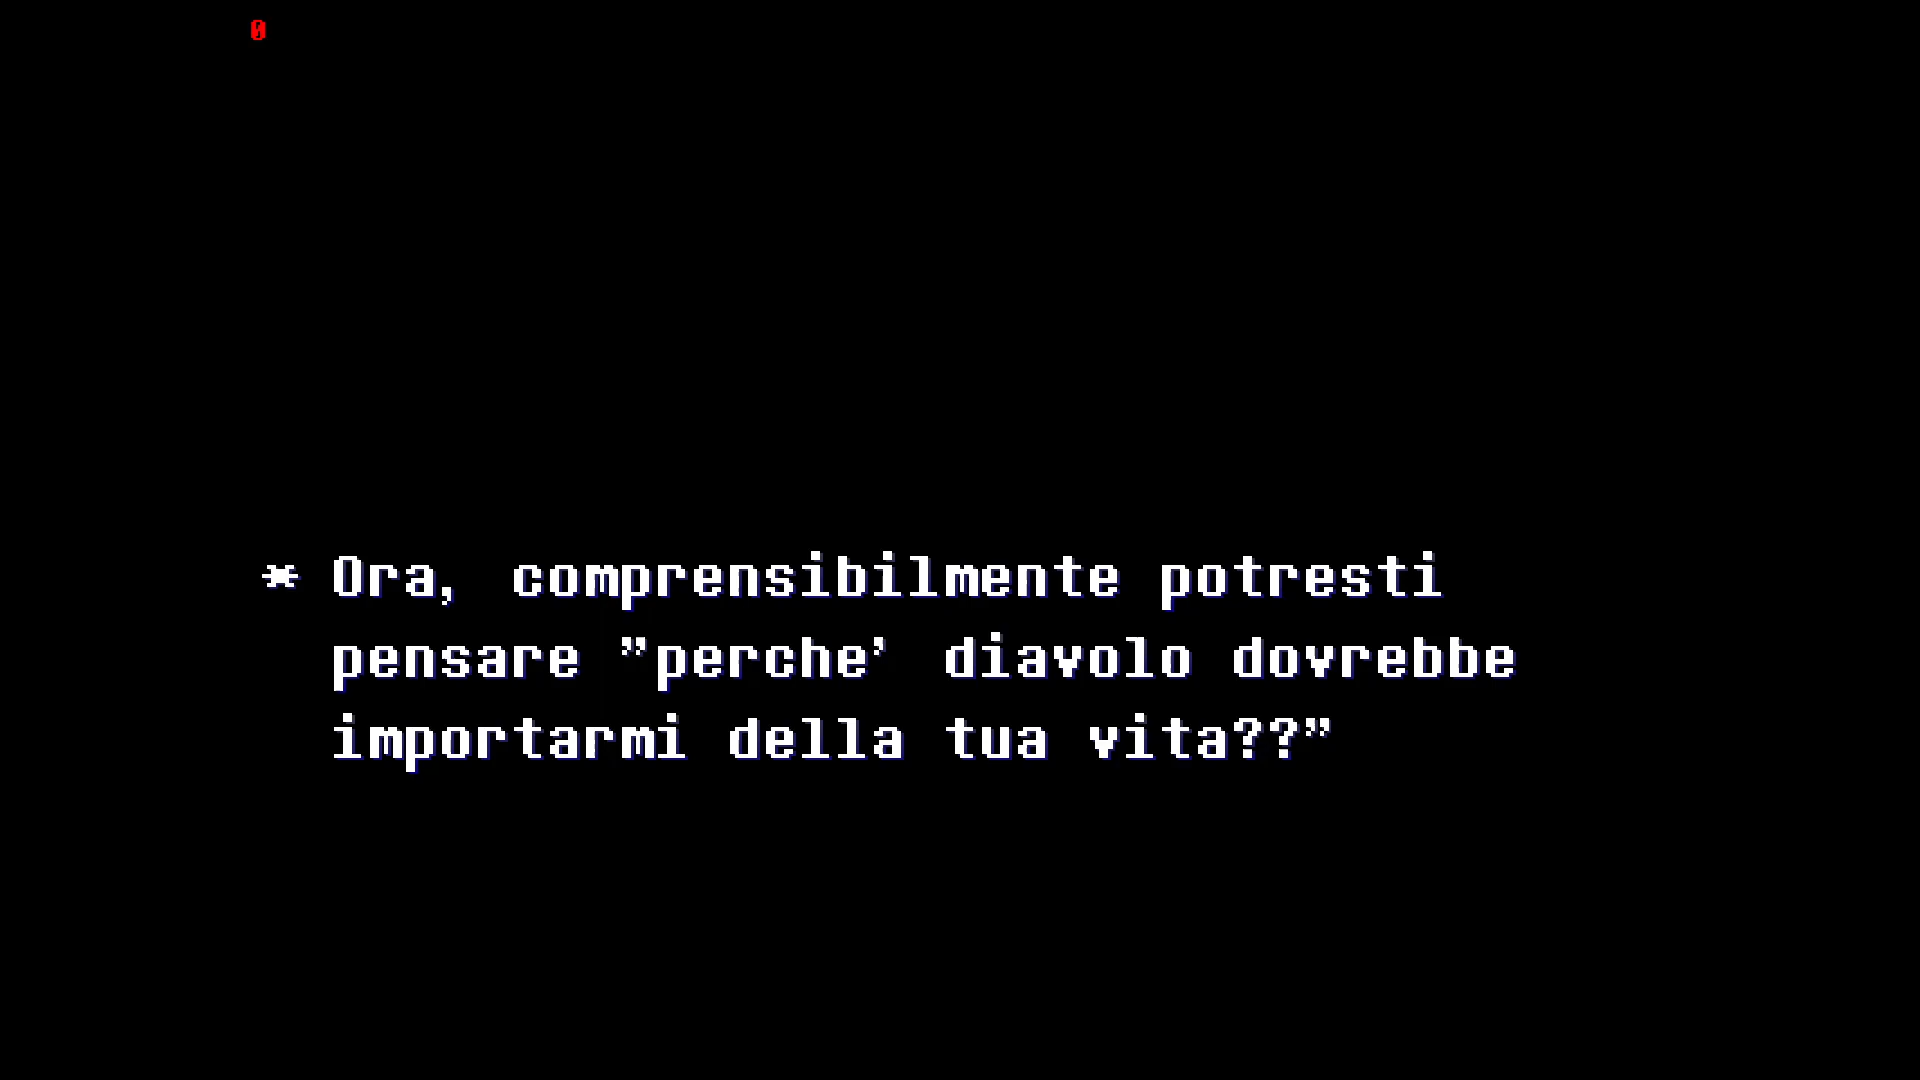 0
* Ora, comprensibilmente potresti
pensare "perche' diavolo dovrebbe
importarmi della tua vita??"